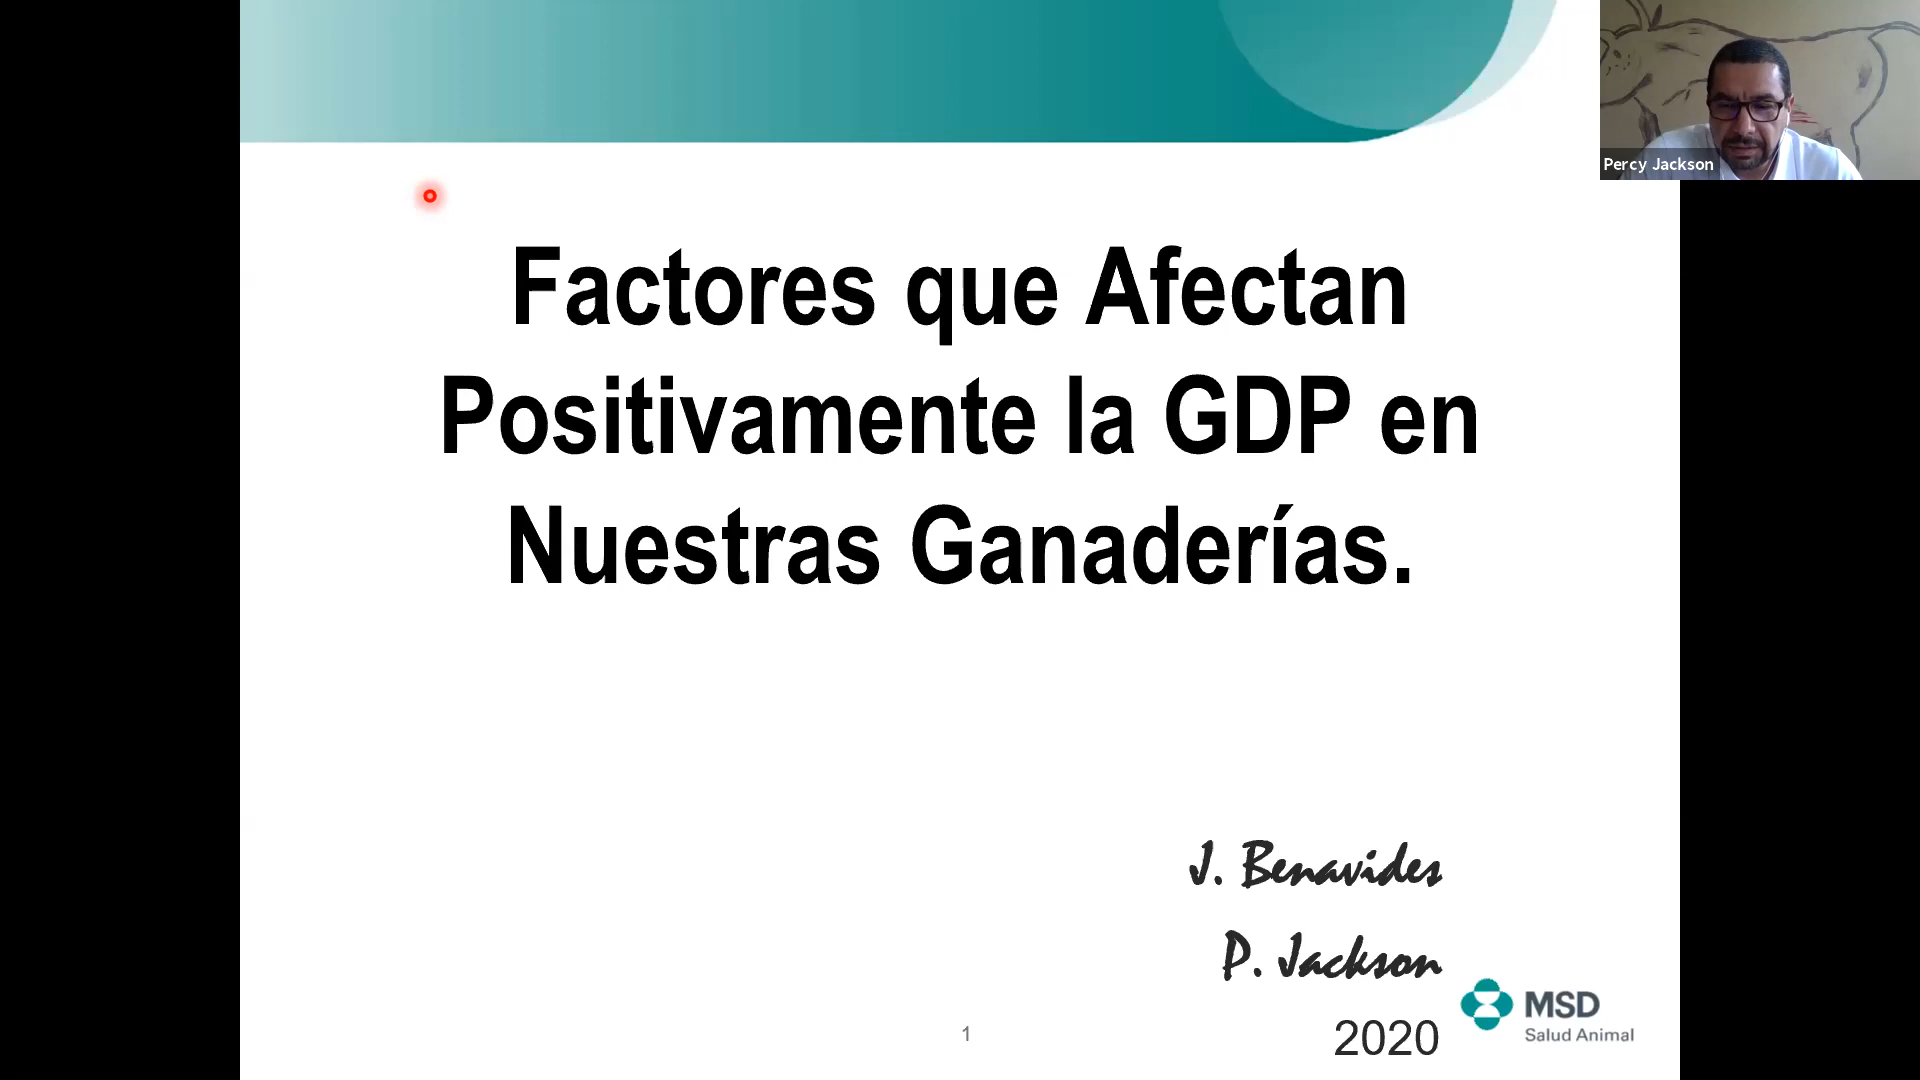 Percy Jackson
Factores que Afectan
Positivamente la GDP en
Nuestras Ganaderías.
J. Benavides
P. Jackson
2020
1
MSD
Salud Animal